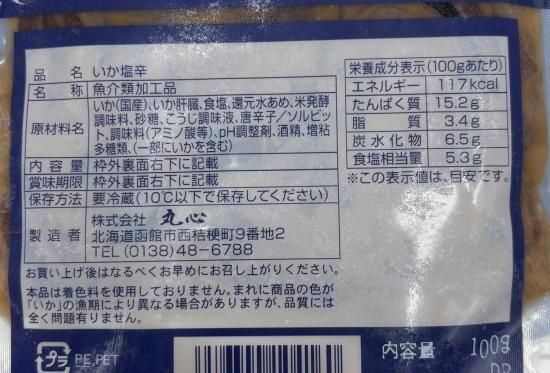 品名 いか塩辛
名称 魚介類加工品
原材料名 いか(国産)、いか肝臓、食塩、還元水あめ、米発酵
調味料、砂糖、こうじ調味液、唐辛子/ソルビッ
ト、調味料(アミノ酸等)、pH調整剤、酒精、増粘
多糖類、(一部にいかを含む)
内容量 枠外裏面右下に記載
賞味期限 枠外裏面右下に記載
保存方法 要冷蔵(10℃以下で保存してください)
製造者 株式会社 丸心
北海道函館市西桔梗町9番地2
TEL(0138)48-6788
お買い上げ後はなるべくお早めにお召し上がりください。
本品は着色料を使用しておりません。まれに商品の色が
「いか」の漁期により異なる場合がありますが、品質には
全く問題有りません。
栄養成分表示(100gあたり)
エネルギー 117kcal
たんぱく質 15.2g
脂質 3.4g
炭水化物 6.5g
食塩相当量 5.3g
※この表示値は、目安です。
プラ PE,PET
内容量 100g